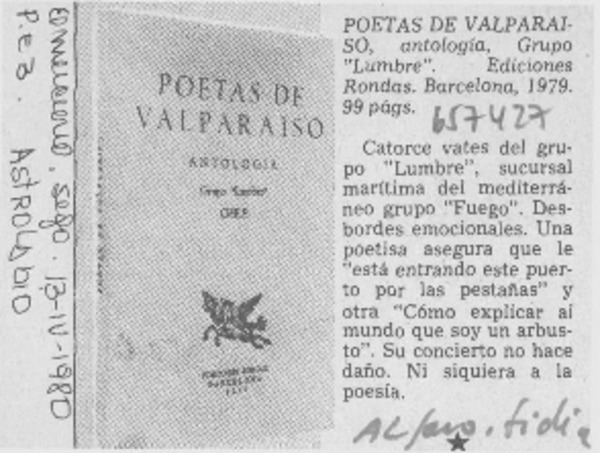 POETAS DE VALPARAI-
SO, antología, Grupo
"Lumbre". Ediciones
Rondas. Barcelona, 1979.
99 págs.
657427
Catorce vates del gru-
po "Lumbre", sucursal
marítima del mediterrá-
neo grupo "Fuego". Des-
bordes emocionales. Una
poetisa asegura que le
"está entrando este puer-
to por las pestañas" y
otra "Cómo explicar al
mundo que soy un arbus-
to". Su concierto no hace
daño. Ni siquiera a la
poesía.
POETAS DE
VALPARAISO
ANTOLOGIA
Grupo "Lumbre"
CHILE
BARCELONA
13-IV-1980
P.E.B. ASTROLABIO